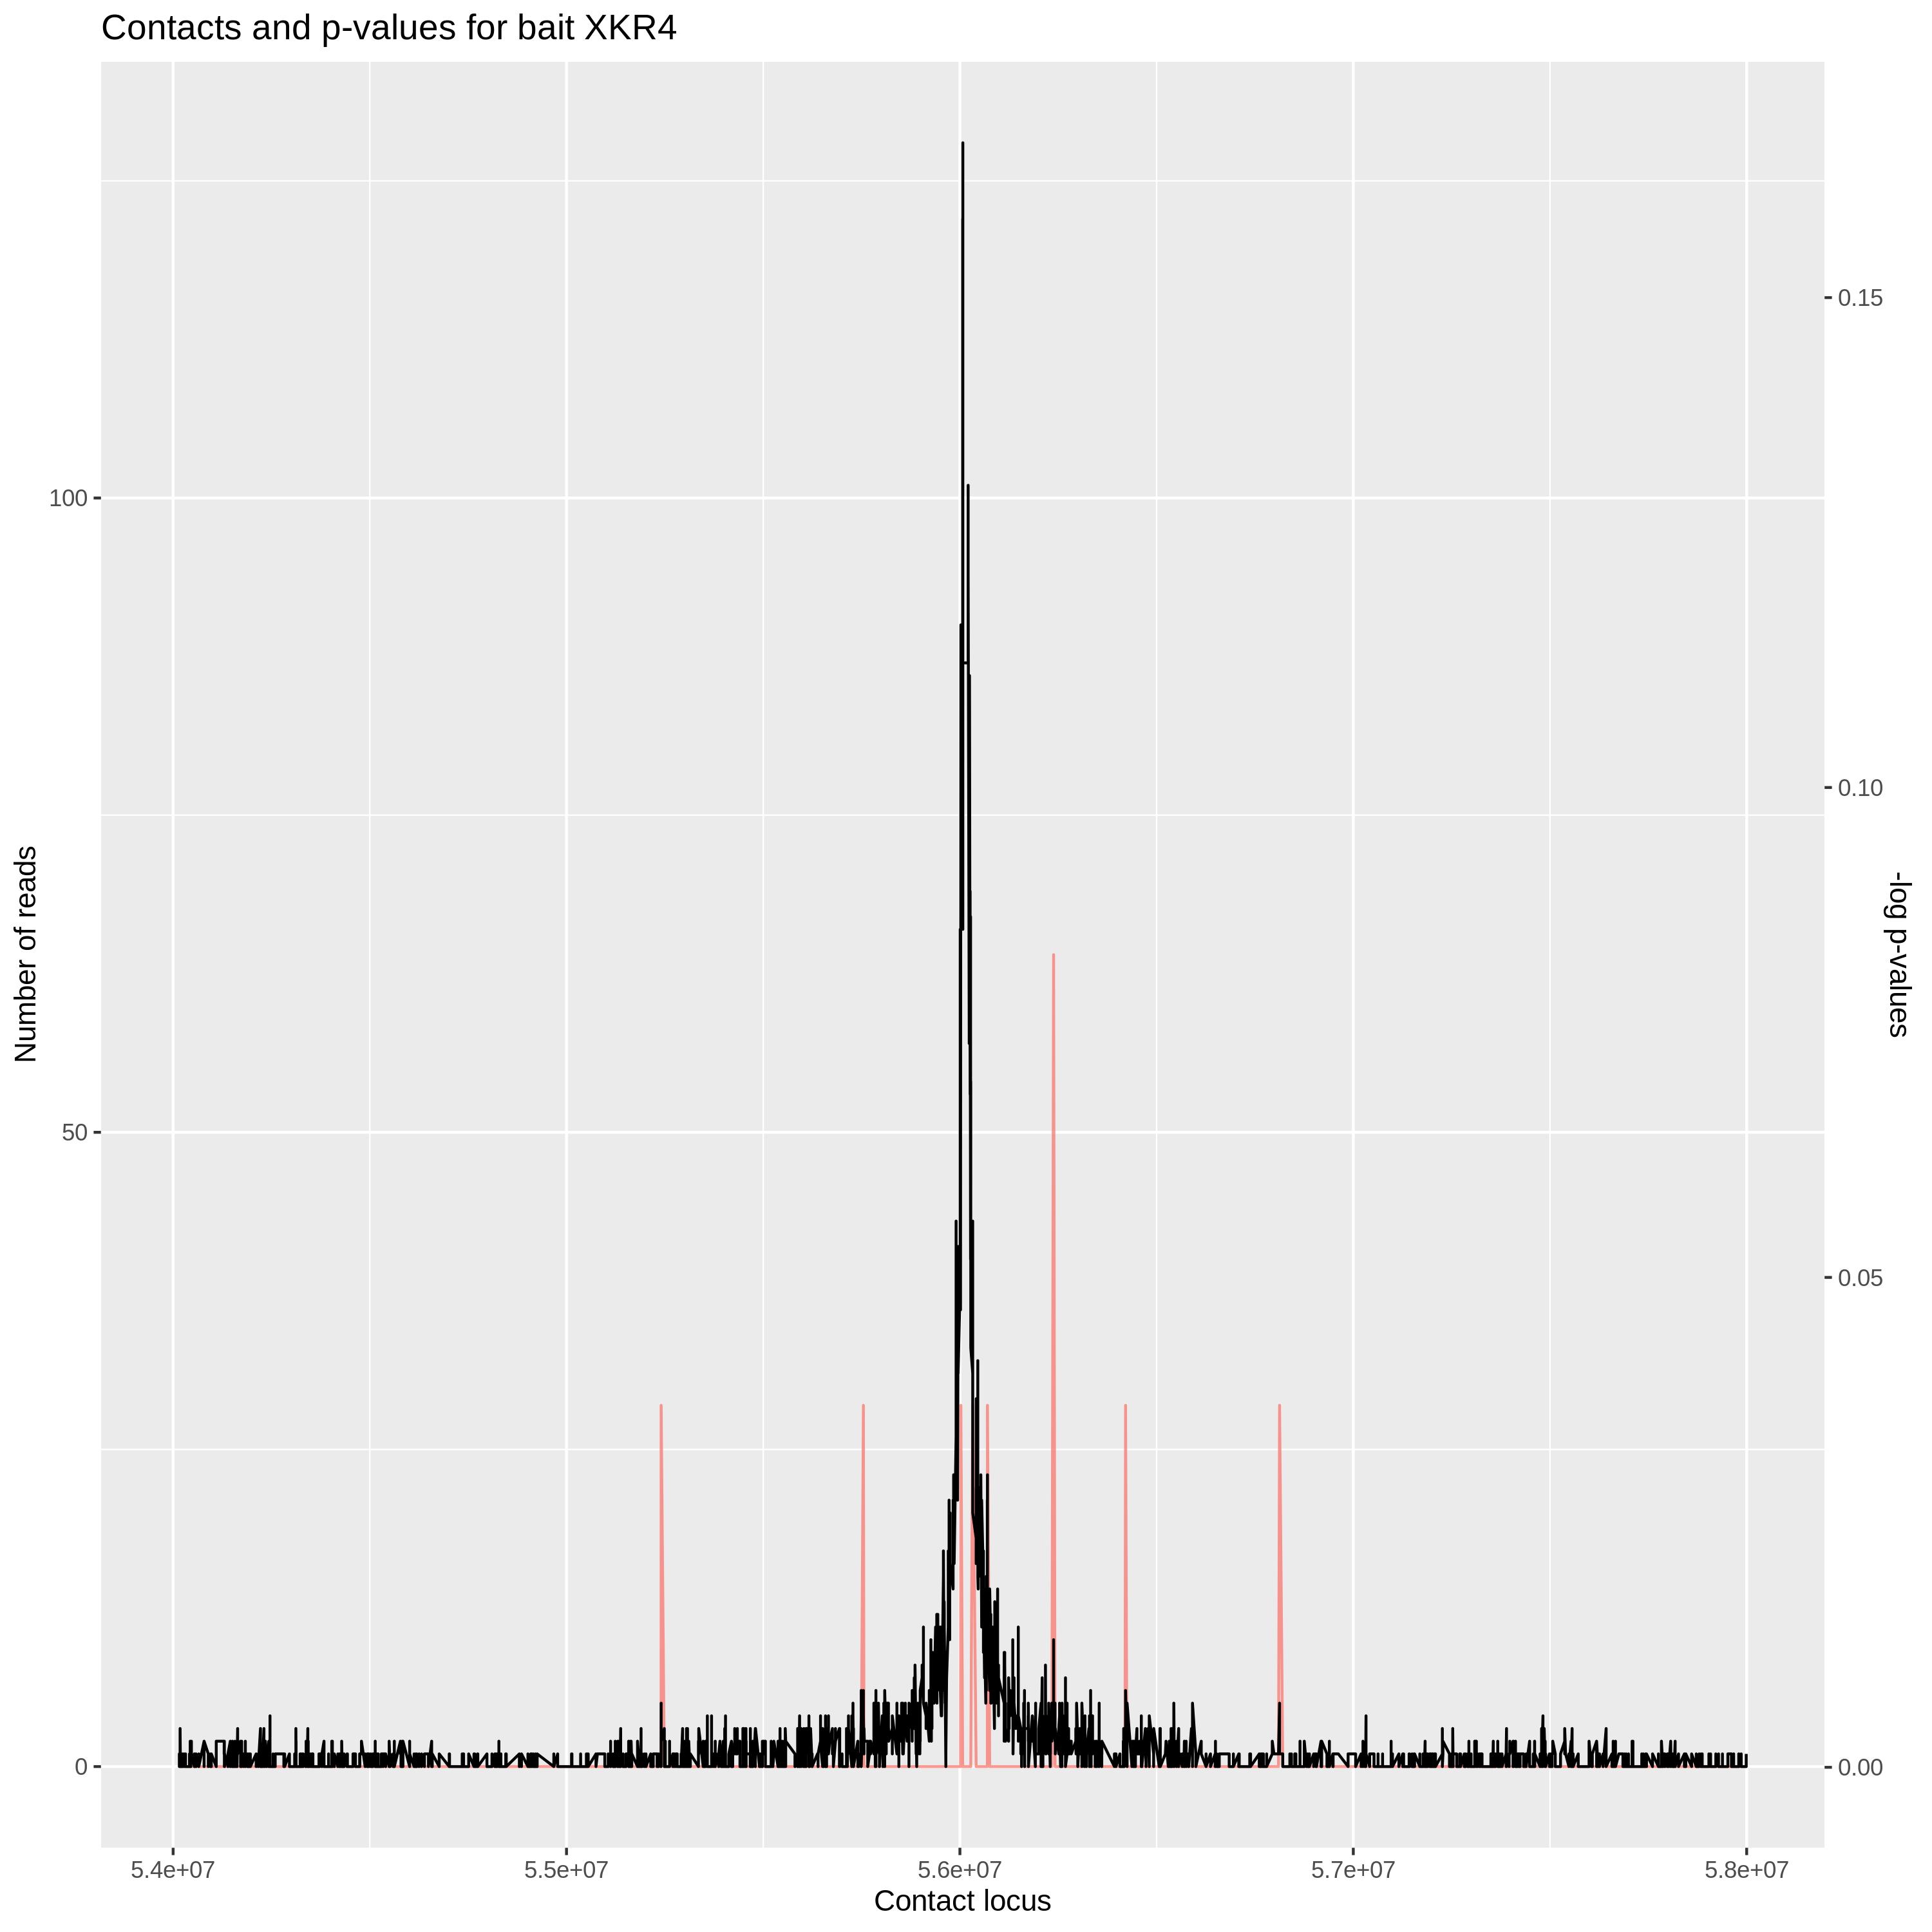 Contacts and p-values for bait XKR4
Number of reads
100
50
0
0.15
0.10
0.05
0.00
-log p-values
5.4e+07
5.5e+07
5.6e+07
5.7e+07
5.8e+07
Contact locus